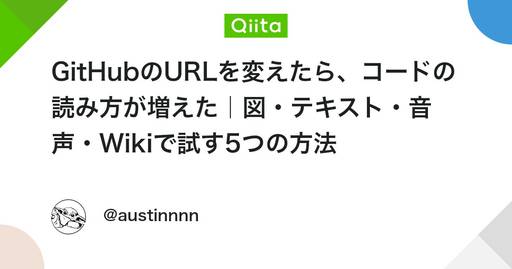 Qiita
GitHubのURLを変えたら、コードの
読み方が増えた｜図・テキスト・音
声・Wikiで試す5つの方法
@austinnnn